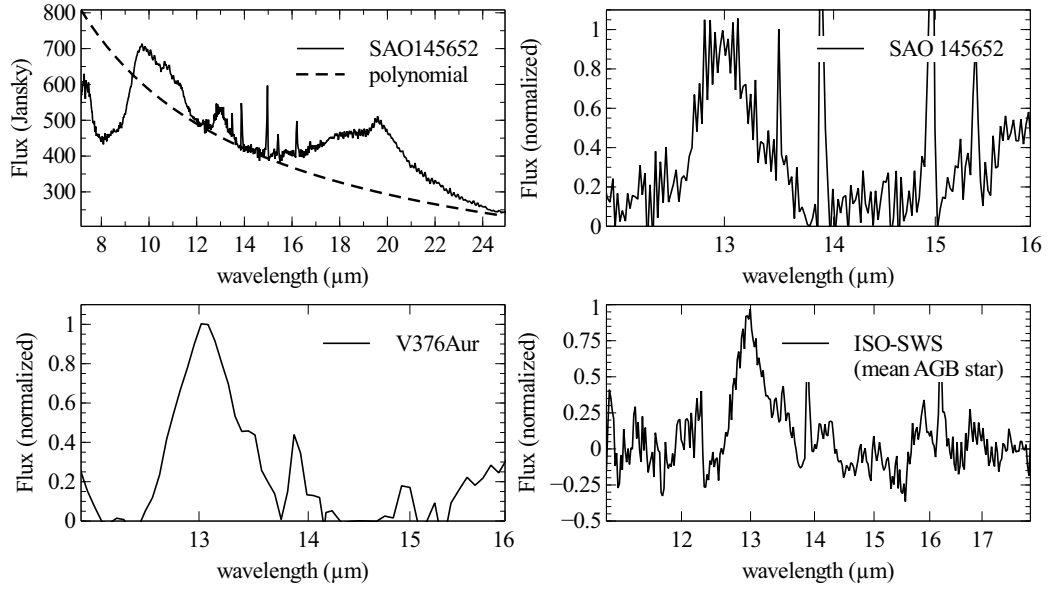 800
700
600
500
400
300
8 10 12 14 16 18 20 22 24
Flux (Jansky)
wavelength (µm)
SAO145652
polynomial
1
0.8
0.6
0.4
0.2
0
13 14 15 16
Flux (normalized)
wavelength (µm)
SAO 145652
1
0.8
0.6
0.4
0.2
0
13 14 15 16
Flux (normalized)
wavelength (µm)
V376Aur
1
0.75
0.5
0.25
0
−0.25
−0.5
12 13 14 15 16 17
Flux (normalized)
wavelength (µm)
ISO-SWS
(mean AGB star)